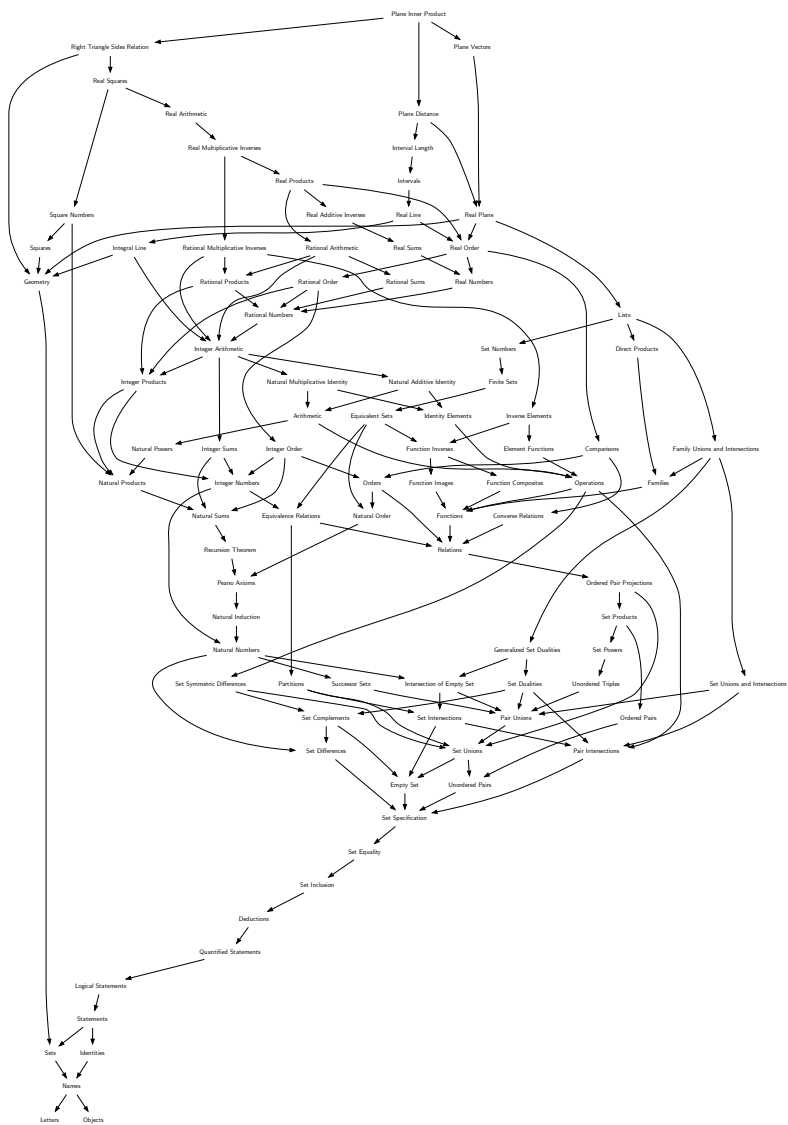 Plane Inner Product
Right Triangle Sides Relation
Plane Vectors
Real Squares
Real Arithmetic
Plane Distance
Real Multiplicative Inverses
Interval Length
Real Products
Intervals
Square Numbers
Real Additive Inverses
Real Line
Real Plane
Squares
Integral Line
Rational Multiplicative Inverses
Rational Arithmetic
Real Sums
Real Order
Geometry
Rational Products
Rational Order
Rational Sums
Real Numbers
Rational Numbers
Lists
Integer Arithmetic
Set Numbers
Direct Products
Integer Products
Natural Multiplicative Identity
Natural Additive Identity
Finite Sets
Arithmetic
Equivalent Sets
Identity Elements
Inverse Elements
Natural Powers
Integer Sums
Integer Order
Function Inverses
Element Functions
Comparisons
Family Unions and Intersections
Natural Products
Integer Numbers
Orders
Function Images
Function Composites
Operations
Families
Natural Sums
Equivalence Relations
Natural Order
Functions
Converse Relations
Recursion Theorem
Relations
Peano Axioms
Ordered Pair Projections
Natural Induction
Set Products
Natural Numbers
Generalized Set Dualities
Set Powers
Set Symmetric Differences
Partitions
Successor Sets
Intersection of Empty Set
Set Dualities
Unordered Triples
Set Unions and Intersections
Set Complements
Set Intersections
Pair Unions
Ordered Pairs
Set Differences
Set Unions
Pair Intersections
Empty Set
Unordered Pairs
Set Specification
Set Equality
Set Inclusion
Deductions
Quantified Statements
Logical Statements
Statements
Sets
Identities
Names
Letters
Objects